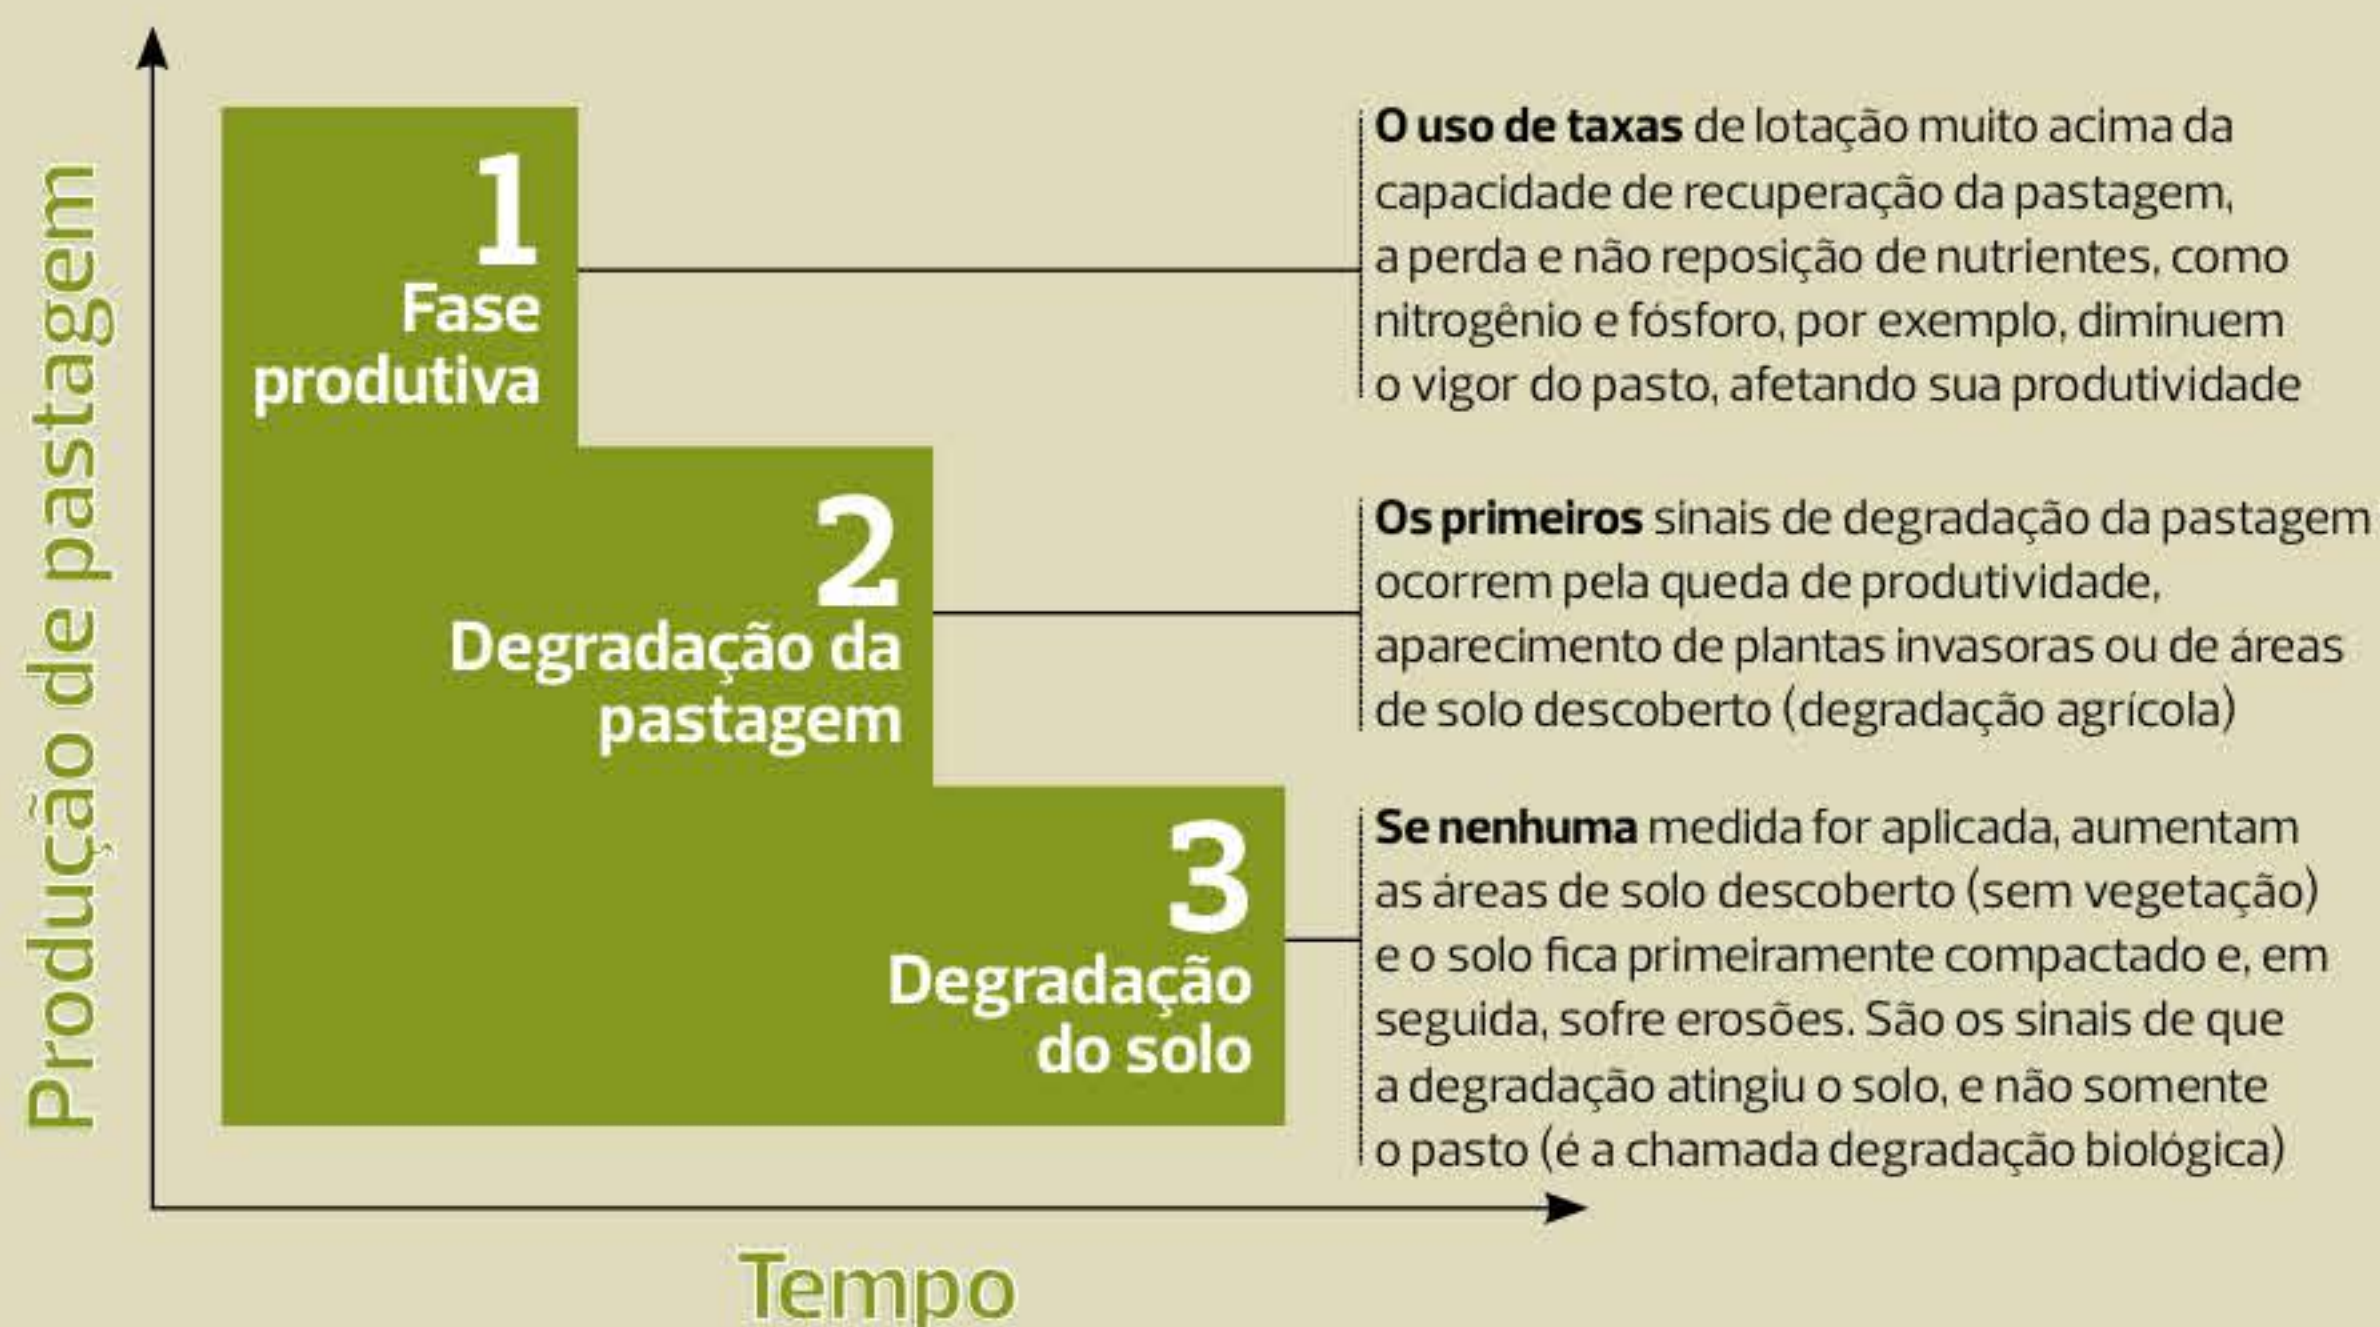 Produção de pastagem
1
Fase
produtiva
O uso de taxas de lotação muito acima da
capacidade de recuperação da pastagem,
a perda e não reposição de nutrientes, como
nitrogênio e fósforo, por exemplo, diminuem
o vigor do pasto, afetando sua produtividade
2
Degradação da
pastagem
Os primeiros sinais de degradação da pastagem
ocorrem pela queda de produtividade,
aparecimento de plantas invasoras ou de áreas
de solo descoberto (degradação agrícola)
3
Degradação
do solo
Se nenhuma medida for aplicada, aumentam
as áreas de solo descoberto (sem vegetação)
e o solo fica primeiramente compactado e, em
seguida, sofre erosões. São os sinais de que
a degradação atingiu o solo, e não somente
o pasto (é a chamada degradação biológica)
Tempo